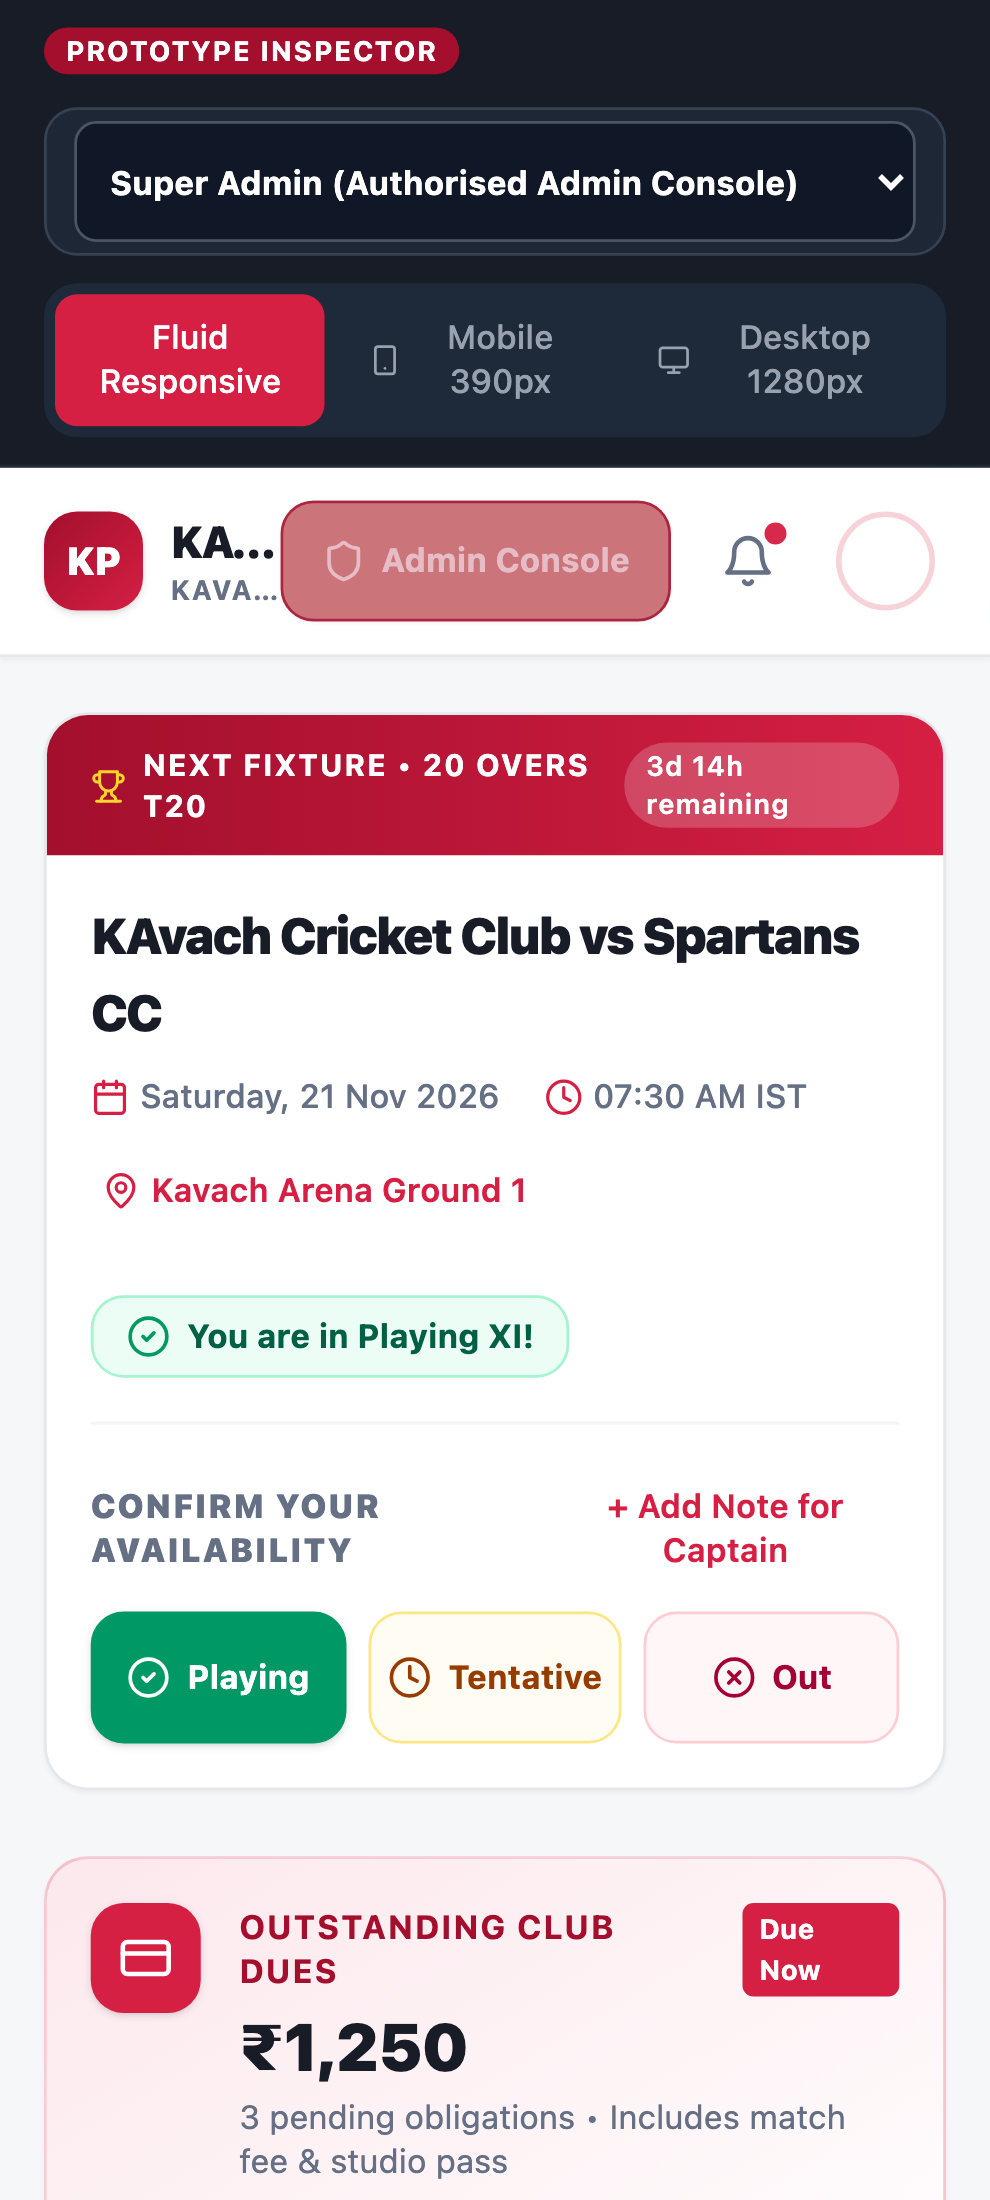 PROTOTYPE INSPECTOR
Super Admin (Authorised Admin Console)
Fluid
Responsive
Mobile
390px
Desktop
1280px
KP
KA...
KAVA...
Admin Console
NEXT FIXTURE • 20 OVERS
T20
3d 14h
remaining
KAvach Cricket Club vs Spartans
CC
Saturday, 21 Nov 2026
07:30 AM IST
Kavach Arena Ground 1
You are in Playing XI!
CONFIRM YOUR
AVAILABILITY
+ Add Note for
Captain
Playing
Tentative
Out
OUTSTANDING CLUB
DUES
Due
Now
₹1,250
3 pending obligations • Includes match
fee & studio pass